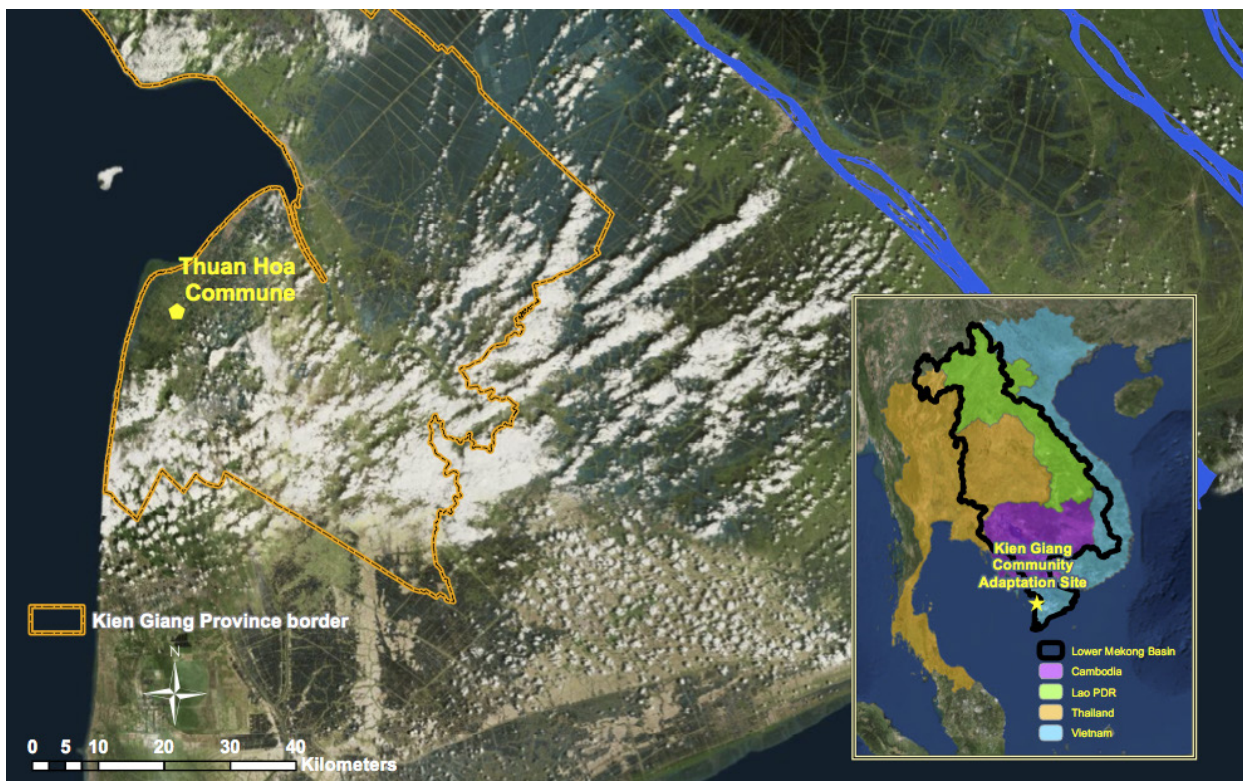 Thuan Hoa
Commune
Kien Giang Province border
N
0 5 10 20 30 40
Kilometers
Kien Giang
Community
Adaptation Site
Lower Mekong Basin
Cambodia
Lao PDR
Thailand
Vietnam